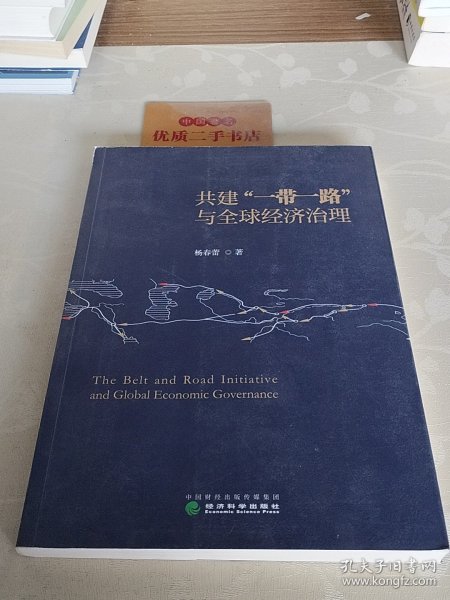 中国书店
优质二手书店
共建“一带一路”
与全球经济治理
杨春蕾 ◎ 著
The Belt and Road Initiative
and Global Economic Governance
中国财经出版传媒集团
经济科学出版社
Economic Science Press
孔夫子旧书网
www.kongfz.com